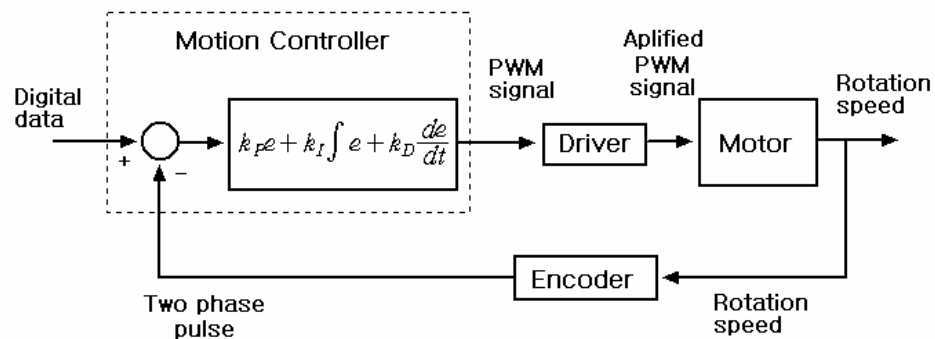 Motion Controller
Digital
data
+
-
k_P e + k_I ∫ e + k_D de/dt
PWM
signal
Driver
Aplified
PWM
signal
Motor
Rotation
speed
Encoder
Two phase
pulse
Rotation
speed